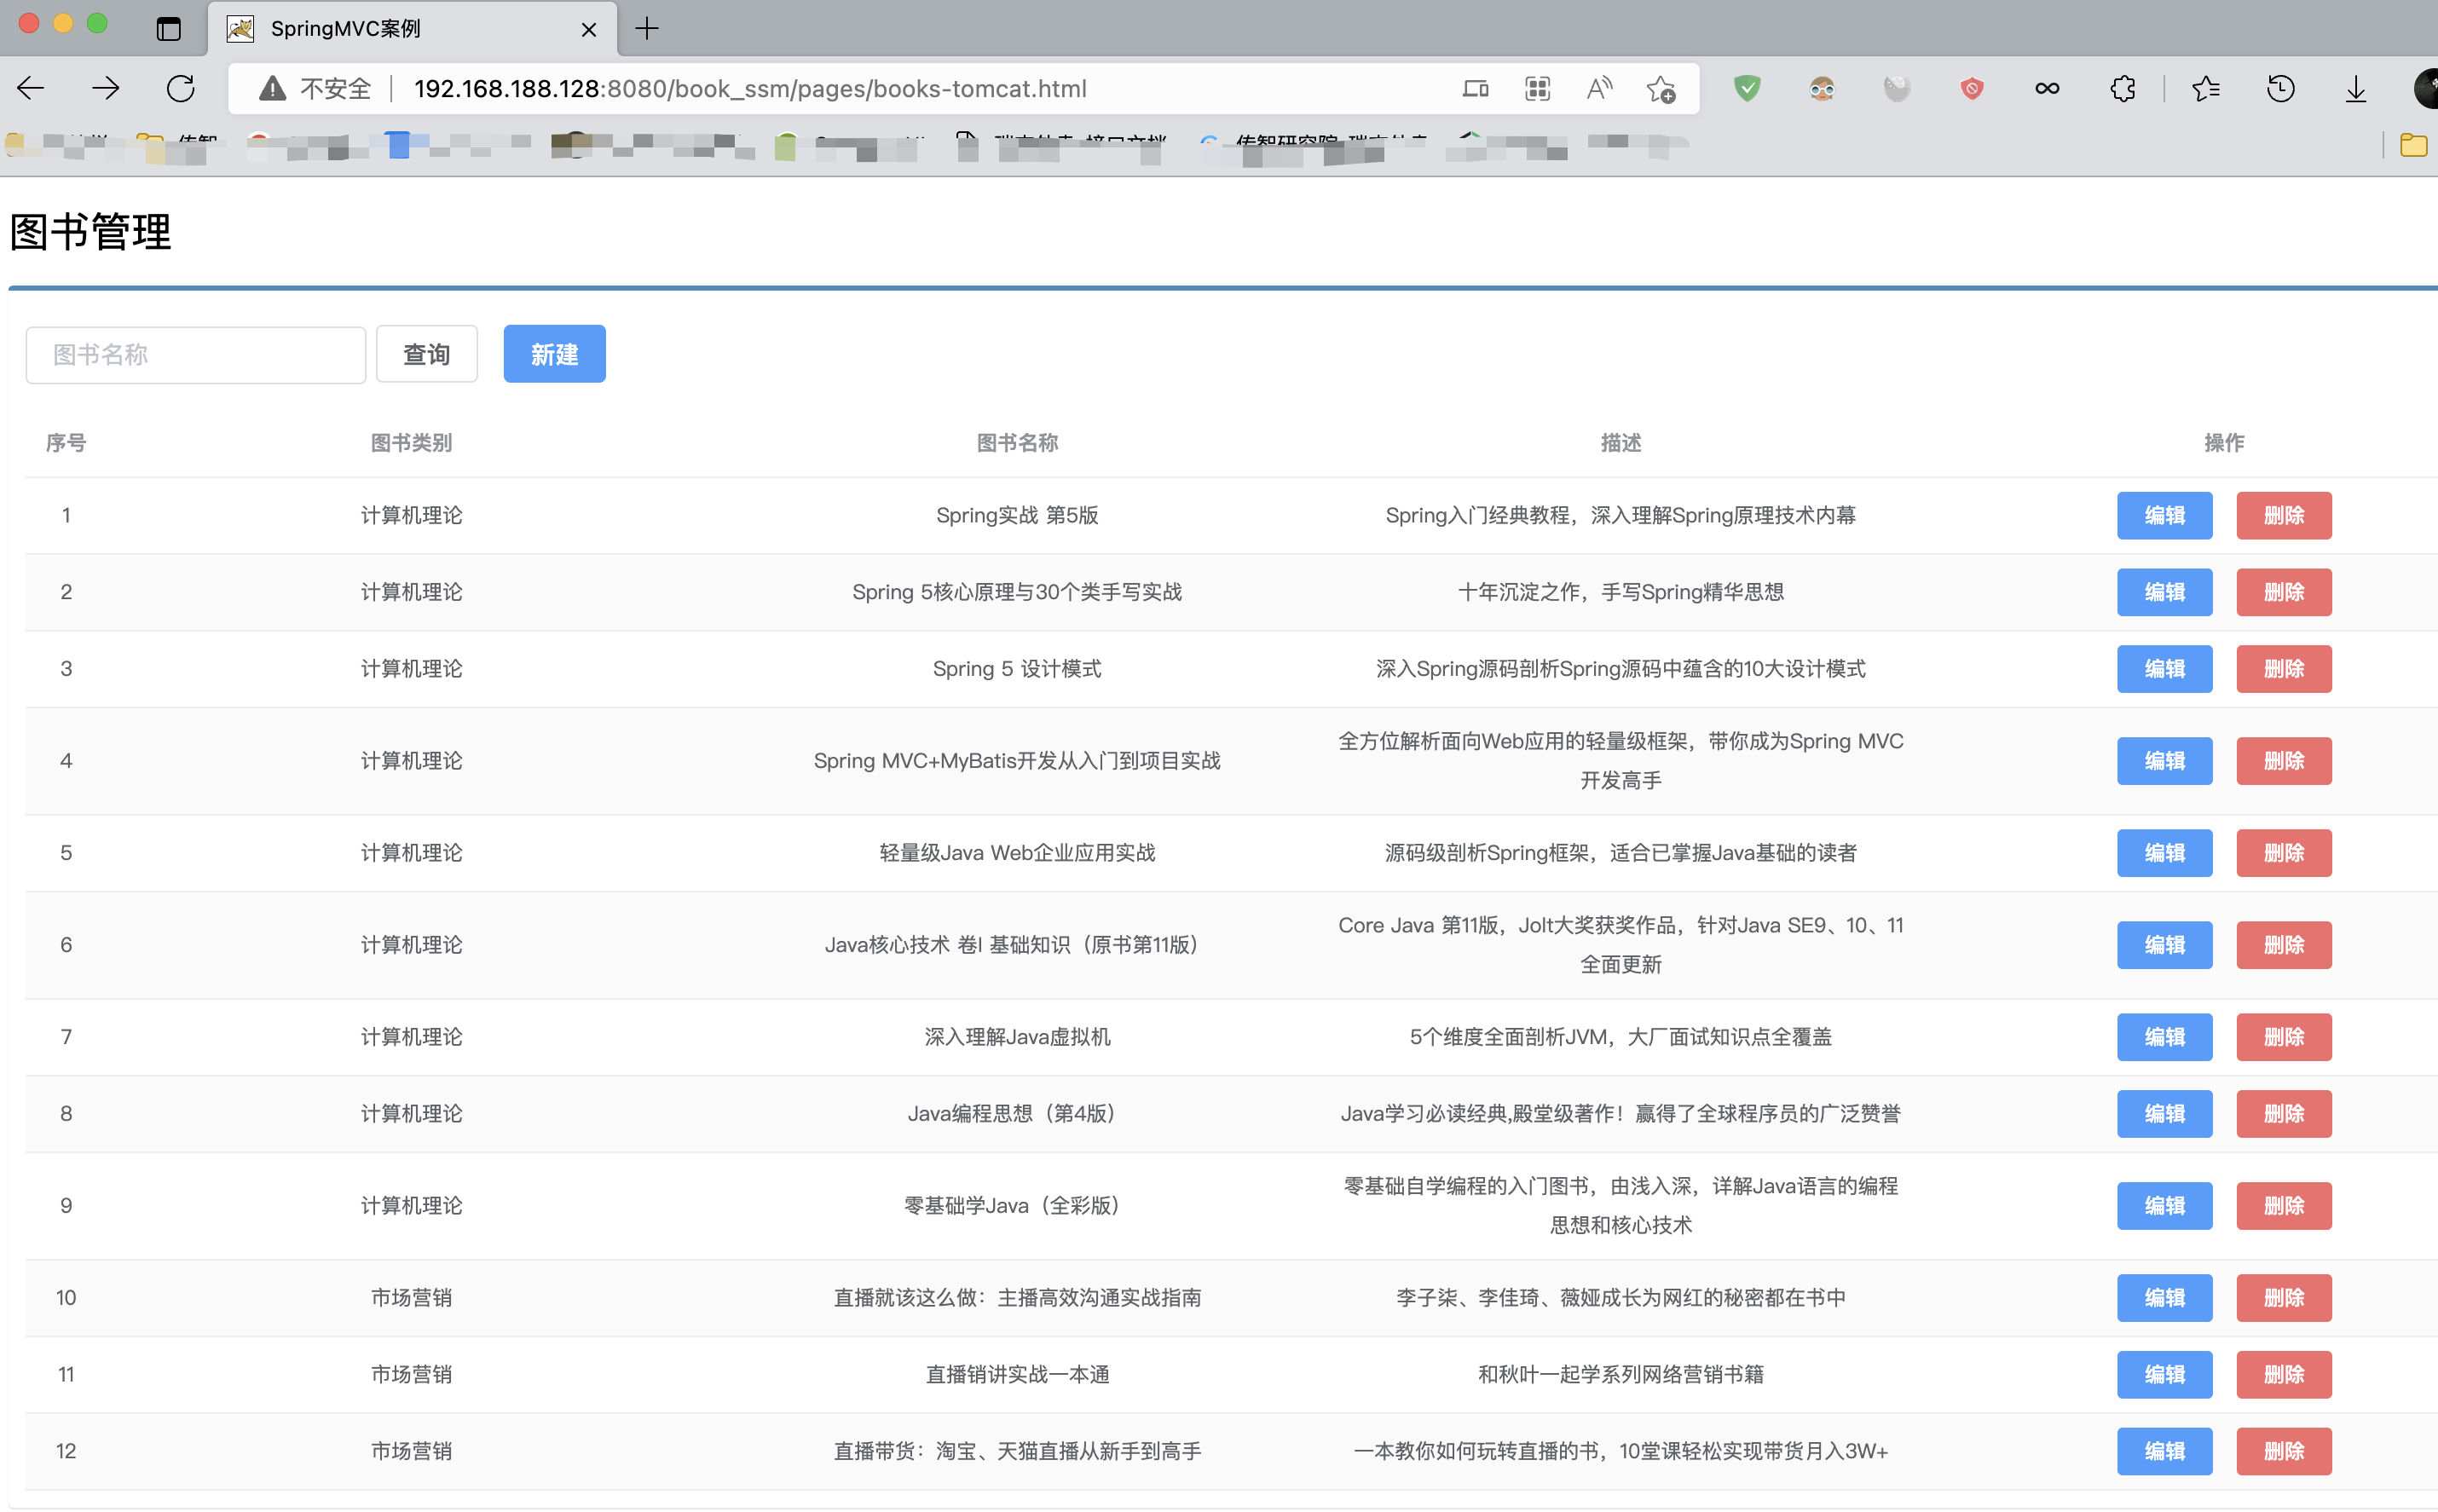 SpringMVC案例
不安全 192.168.188.128:8080/book_ssm/pages/books-tomcat.html
图书管理
图书名称 查询 新建
序号 图书类别 图书名称 描述 操作
1 计算机理论 Spring实战 第5版 Spring入门经典教程，深入理解Spring原理技术内幕 编辑 删除
2 计算机理论 Spring 5核心原理与30个类手写实战 十年沉淀之作，手写Spring精华思想 编辑 删除
3 计算机理论 Spring 5 设计模式 深入Spring源码剖析Spring源码中蕴含的10大设计模式 编辑 删除
4 计算机理论 Spring MVC+MyBatis开发从入门到项目实战 全方位解析面向Web应用的轻量级框架，带你成为Spring MVC
开发高手 编辑 删除
5 计算机理论 轻量级Java Web企业应用实战 源码级剖析Spring框架，适合已掌握Java基础的读者 编辑 删除
6 计算机理论 Java核心技术 卷I 基础知识（原书第11版） Core Java 第11版，Jolt大奖获奖作品，针对Java SE9、10、11
全面更新 编辑 删除
7 计算机理论 深入理解Java虚拟机 5个维度全面剖析JVM，大厂面试知识点全覆盖 编辑 删除
8 计算机理论 Java编程思想（第4版） Java学习必读经典,殿堂级著作！赢得了全球程序员的广泛赞誉 编辑 删除
9 计算机理论 零基础学Java（全彩版） 零基础自学编程的入门图书，由浅入深，详解Java语言的编程
思想和核心技术 编辑 删除
10 市场营销 直播就该这么做：主播高效沟通实战指南 李子柒、李佳琦、薇娅成长为网红的秘密都在书中 编辑 删除
11 市场营销 直播销讲实战一本通 和秋叶一起学系列网络营销书籍 编辑 删除
12 市场营销 直播带货：淘宝、天猫直播从新手到高手 一本教你如何玩转直播的书，10堂课轻松实现带货月入3W+ 编辑 删除